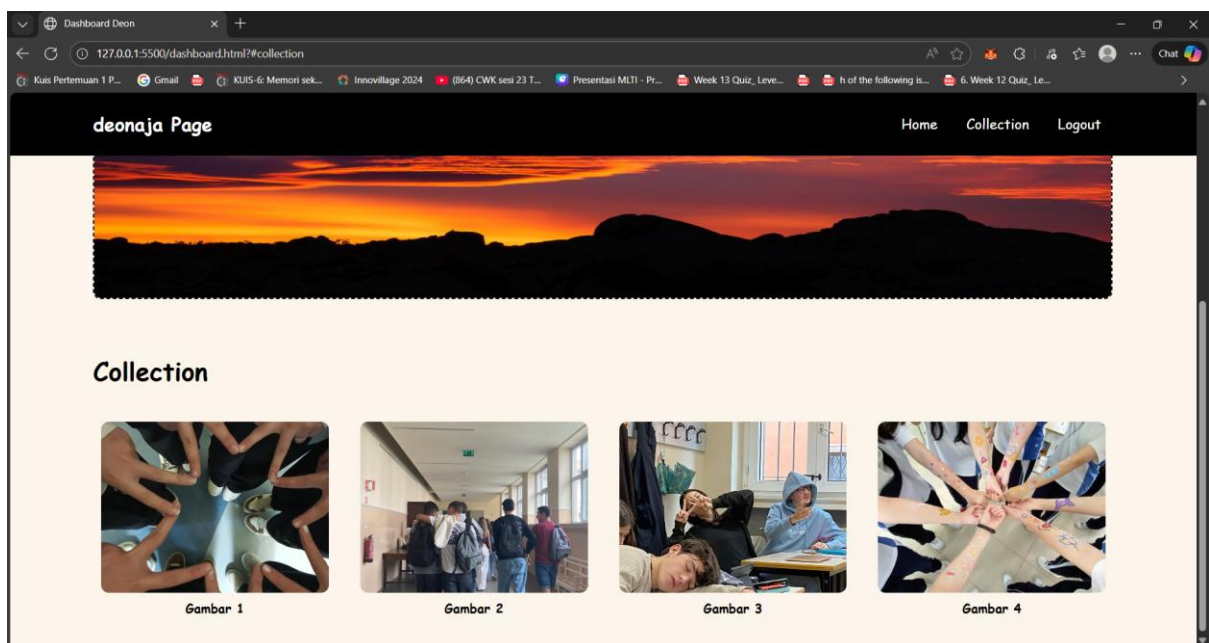 Dashboard Deon
127.0.0.1:5500/dashboard.html?#collection
Chat
Kuis Pertemuan 1 P... Gmail KUIS-6: Memori sek... Innovillage 2024 (864) CWK sesi 23 T... Presentasi MLTI - Pr... Week 13 Quiz_ Leve... h of the following is... 6. Week 12 Quiz_ Le...
deonaja Page Home Collection Logout
Collection
Gambar 1 Gambar 2 Gambar 3 Gambar 4